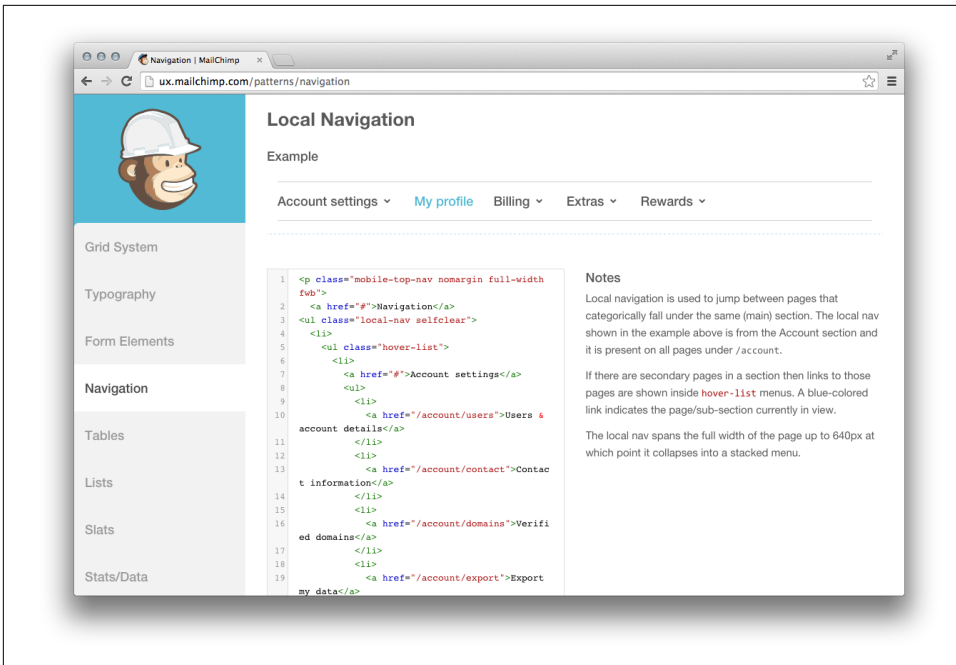 Navigation | MailChimp
ux.mailchimp.com/patterns/navigation
Local Navigation
Example
Account settings My profile Billing Extras Rewards
Grid System
Typography
Form Elements
Navigation
Tables
Lists
Slats
Stats/Data
1 <p class="mobile-top-nav nomargin full-width
fwb">
2 <a href="#">Navigation</a>
3 <ul class="local-nav selfclear">
4 <li>
5 <ul class="hover-list">
6 <li>
7 <a href="#">Account settings</a>
8 <ul>
9 <li>
10 <a href="/account/users">Users &
account details</a>
11 </li>
12 <li>
13 <a href="/account/contact">Contac
t information</a>
14 </li>
15 <li>
16 <a href="/account/domains">Verifi
ed domains</a>
17 </li>
18 <li>
19 <a href="/account/export">Export
my data</a>
Notes
Local navigation is used to jump between pages that
categorically fall under the same (main) section. The local nav
shown in the example above is from the Account section and
it is present on all pages under /account.
If there are secondary pages in a section then links to those
pages are shown inside hover-list menus. A blue-colored
link indicates the page/sub-section currently in view.
The local nav spans the full width of the page up to 640px at
which point it collapses into a stacked menu.